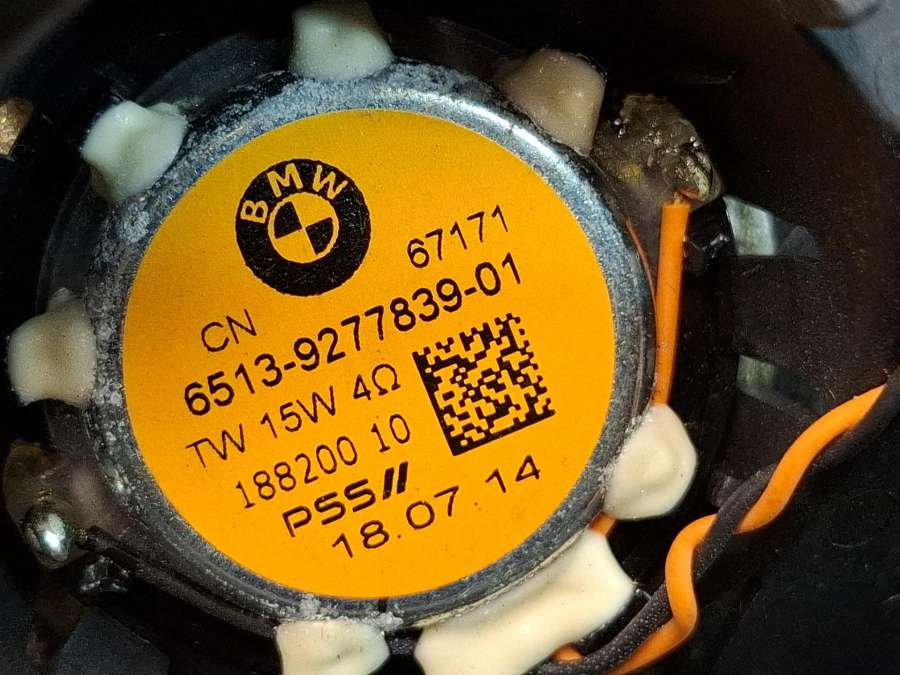 BMW
67171
CN
6513-9277839-01
TW 15W 4Ω
188200 10
PSS//
18.07.14